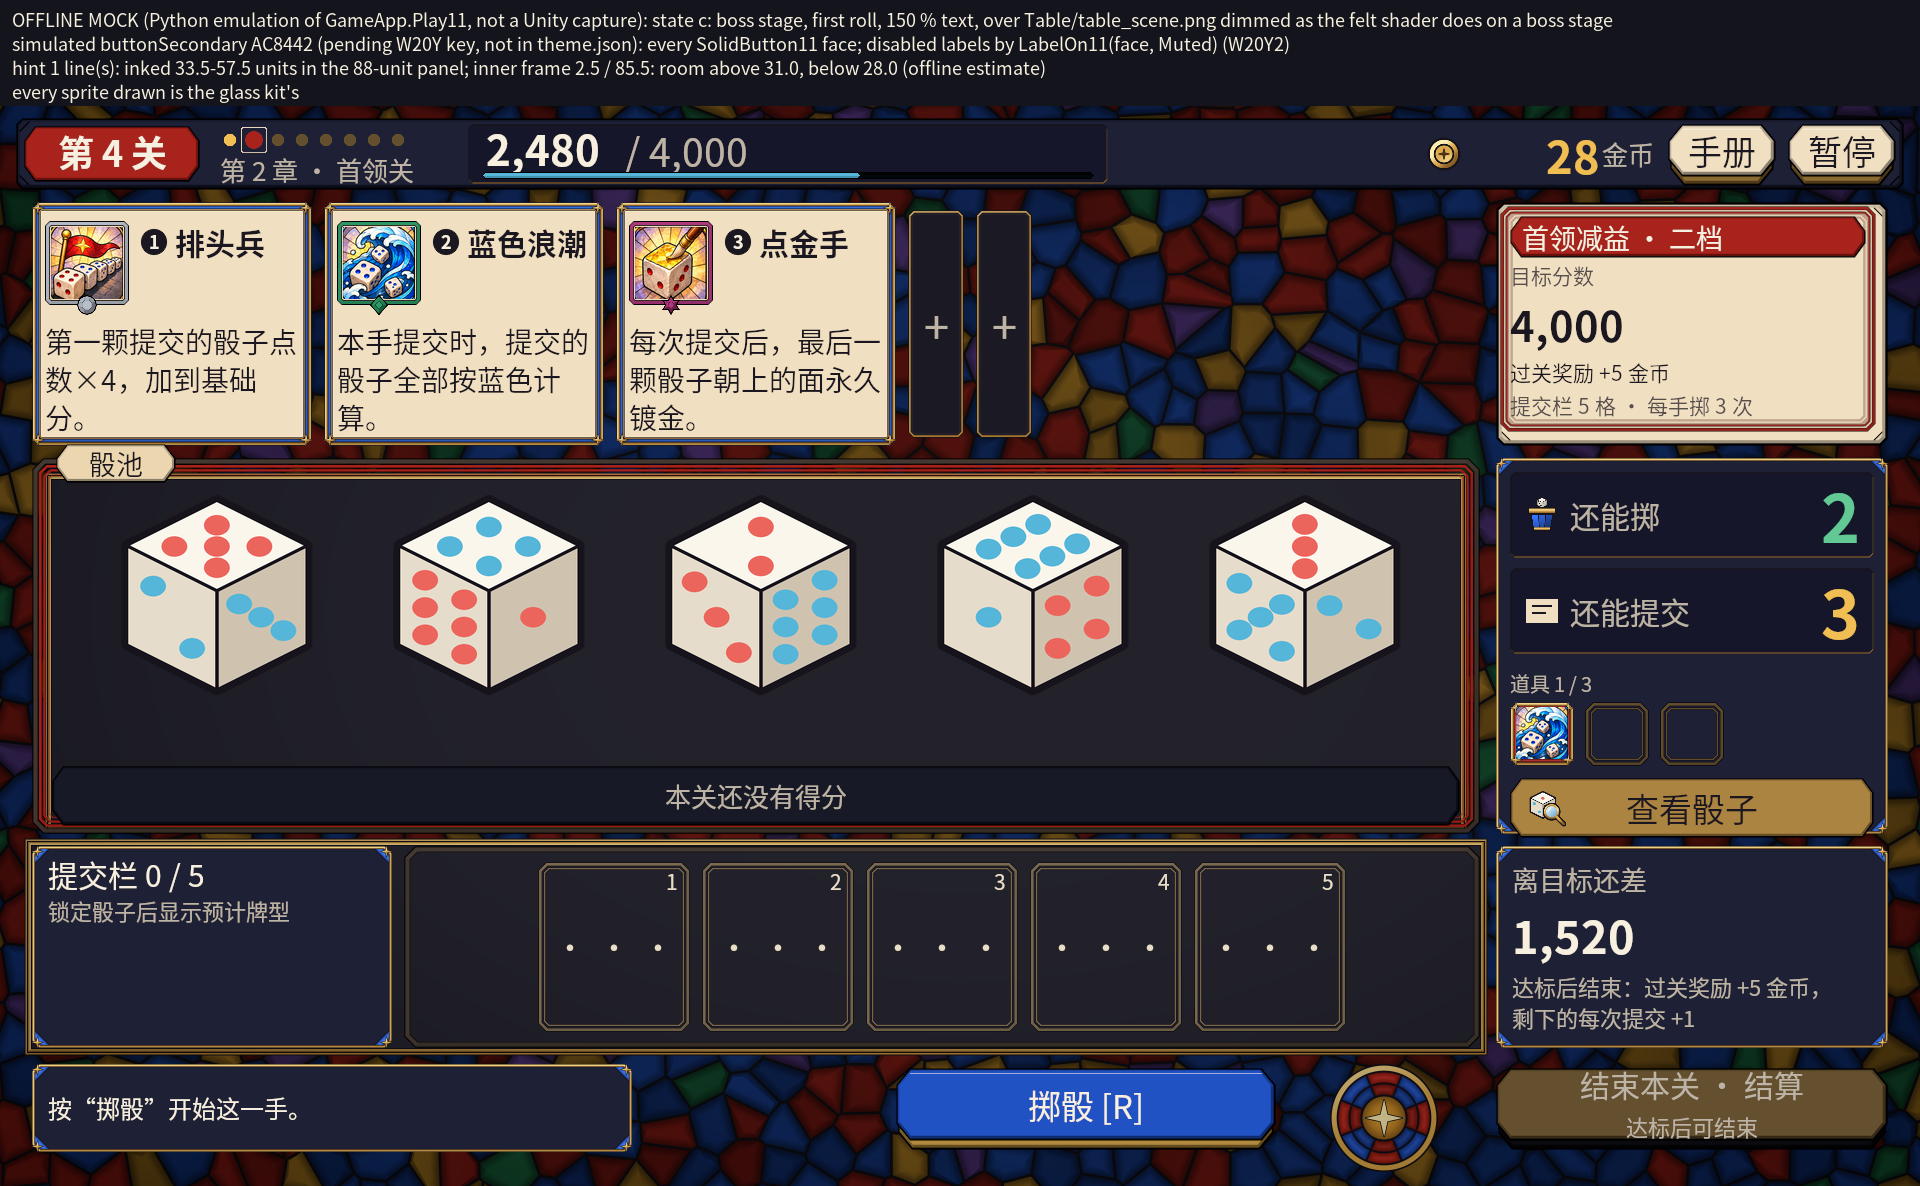 OFFLINE MOCK (Python emulation of GameApp.Play11, not a Unity capture): state c: boss stage, first roll, 150 % text, over Table/table_scene.png dimmed as the felt shader does on a boss stage
simulated buttonSecondary AC8442 (pending W20Y key, not in theme.json): every SolidButton11 face; disabled labels by LabelOn11(face, Muted) (W20Y2)
hint 1 line(s): inked 33.5-57.5 units in the 88-unit panel; inner frame 2.5 / 85.5: room above 31.0, below 28.0 (offline estimate)
every sprite drawn is the glass kit's
第 4 关
第 2 章 · 首领关
2,480 / 4,000
28金币
手册
暂停
1 排头兵
第一颗提交的骰子点
数×4，加到基础
分。
2 蓝色浪潮
本手提交时，提交的
骰子全部按蓝色计
算。
3 点金手
每次提交后，最后一
颗骰子朝上的面永久
镀金。
+
+
首领减益 · 二档
目标分数
4,000
过关奖励 +5 金币
提交栏 5 格 · 每手掷 3 次
骰池
本关还没有得分
还能掷 2
还能提交 3
道具 1 / 3
查看骰子
提交栏 0 / 5
锁定骰子后显示预计牌型
1
2
3
4
5
离目标还差
1,520
达标后结束：过关奖励 +5 金币，
剩下的每次提交 +1
按“掷骰”开始这一手。
掷骰 [R]
结束本关 · 结算
达标后可结束